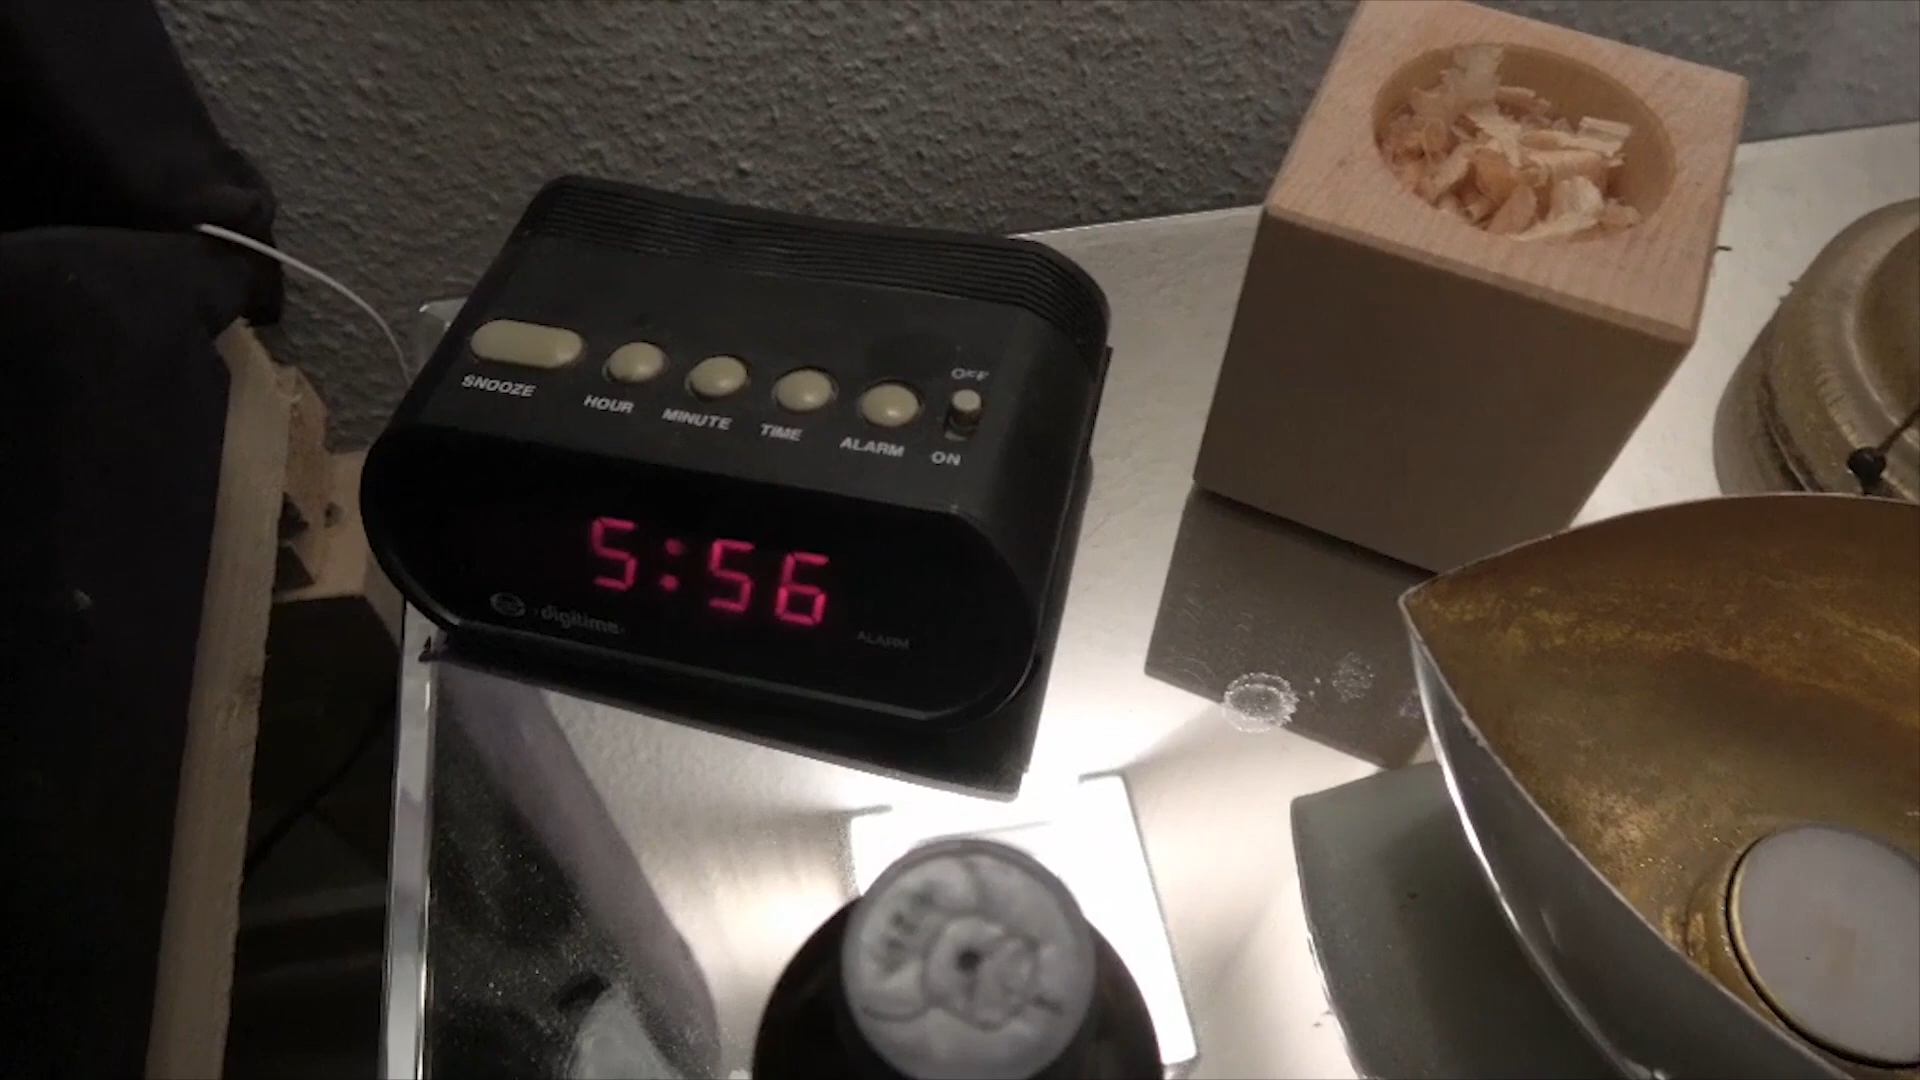 OFF
SNOOZE HOUR MINUTE TIME ALARM ON
5:56
digitime
ALARM